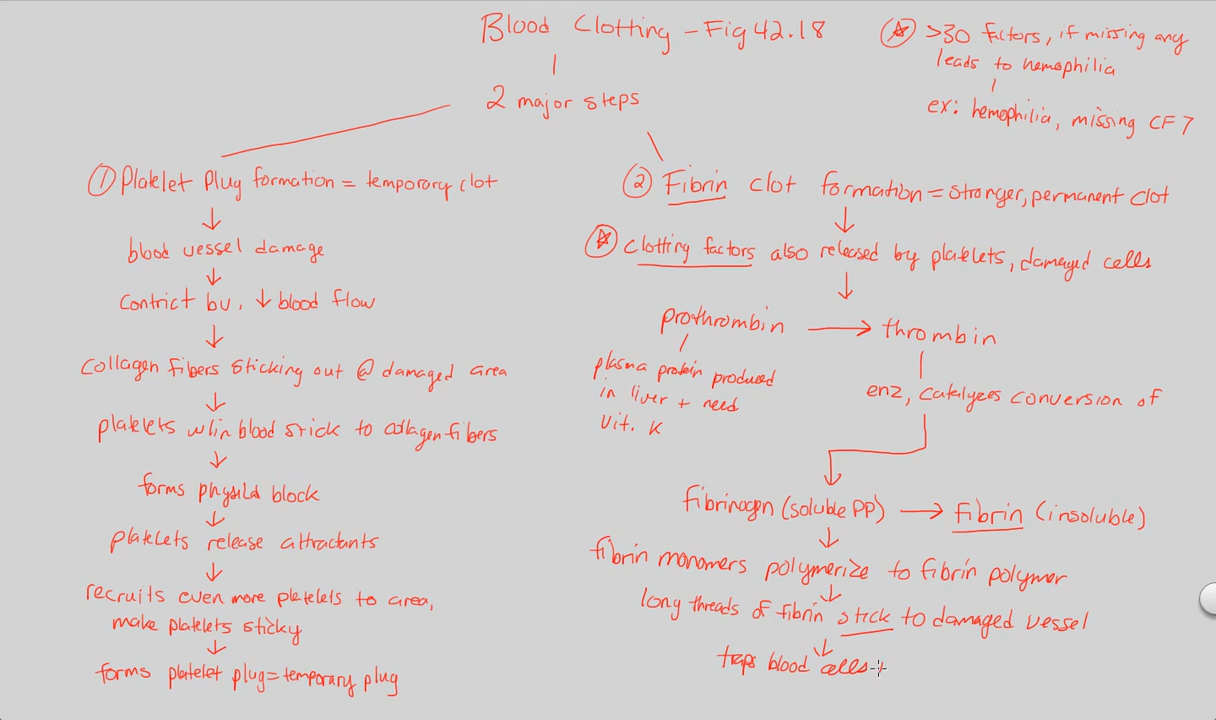 Blood Clotting - Fig 42.18
2 major steps
>30 factors, if missing any
leads to hemophilia
ex: hemophilia, missing CF 7
① Platelet Plug formation = temporary clot
↓
blood vessel damage
↓
Contrict bv, ↓ blood flow
↓
Collagen fibers sticking out @ damaged area
↓
platelets w/in blood stick to collagen fibers
↓
forms physical block
↓
platelets release attractants
↓
recruits even more platelets to area,
make platelets sticky
↓
forms platelet plug = temporary plug
② Fibrin clot formation = stronger, permanent clot
↓
Clotting factors also released by platelets, damaged cells
↓
prothrombin → thrombin
plasma protein produced
in liver + need
vit. K
enz, catalyzes conversion of
↓
fibrinogen (soluble PP) → fibrin (insoluble)
↓
fibrin monomers polymerize to fibrin polymer
↓
long threads of fibrin stick to damaged vessel
↓
traps blood cells